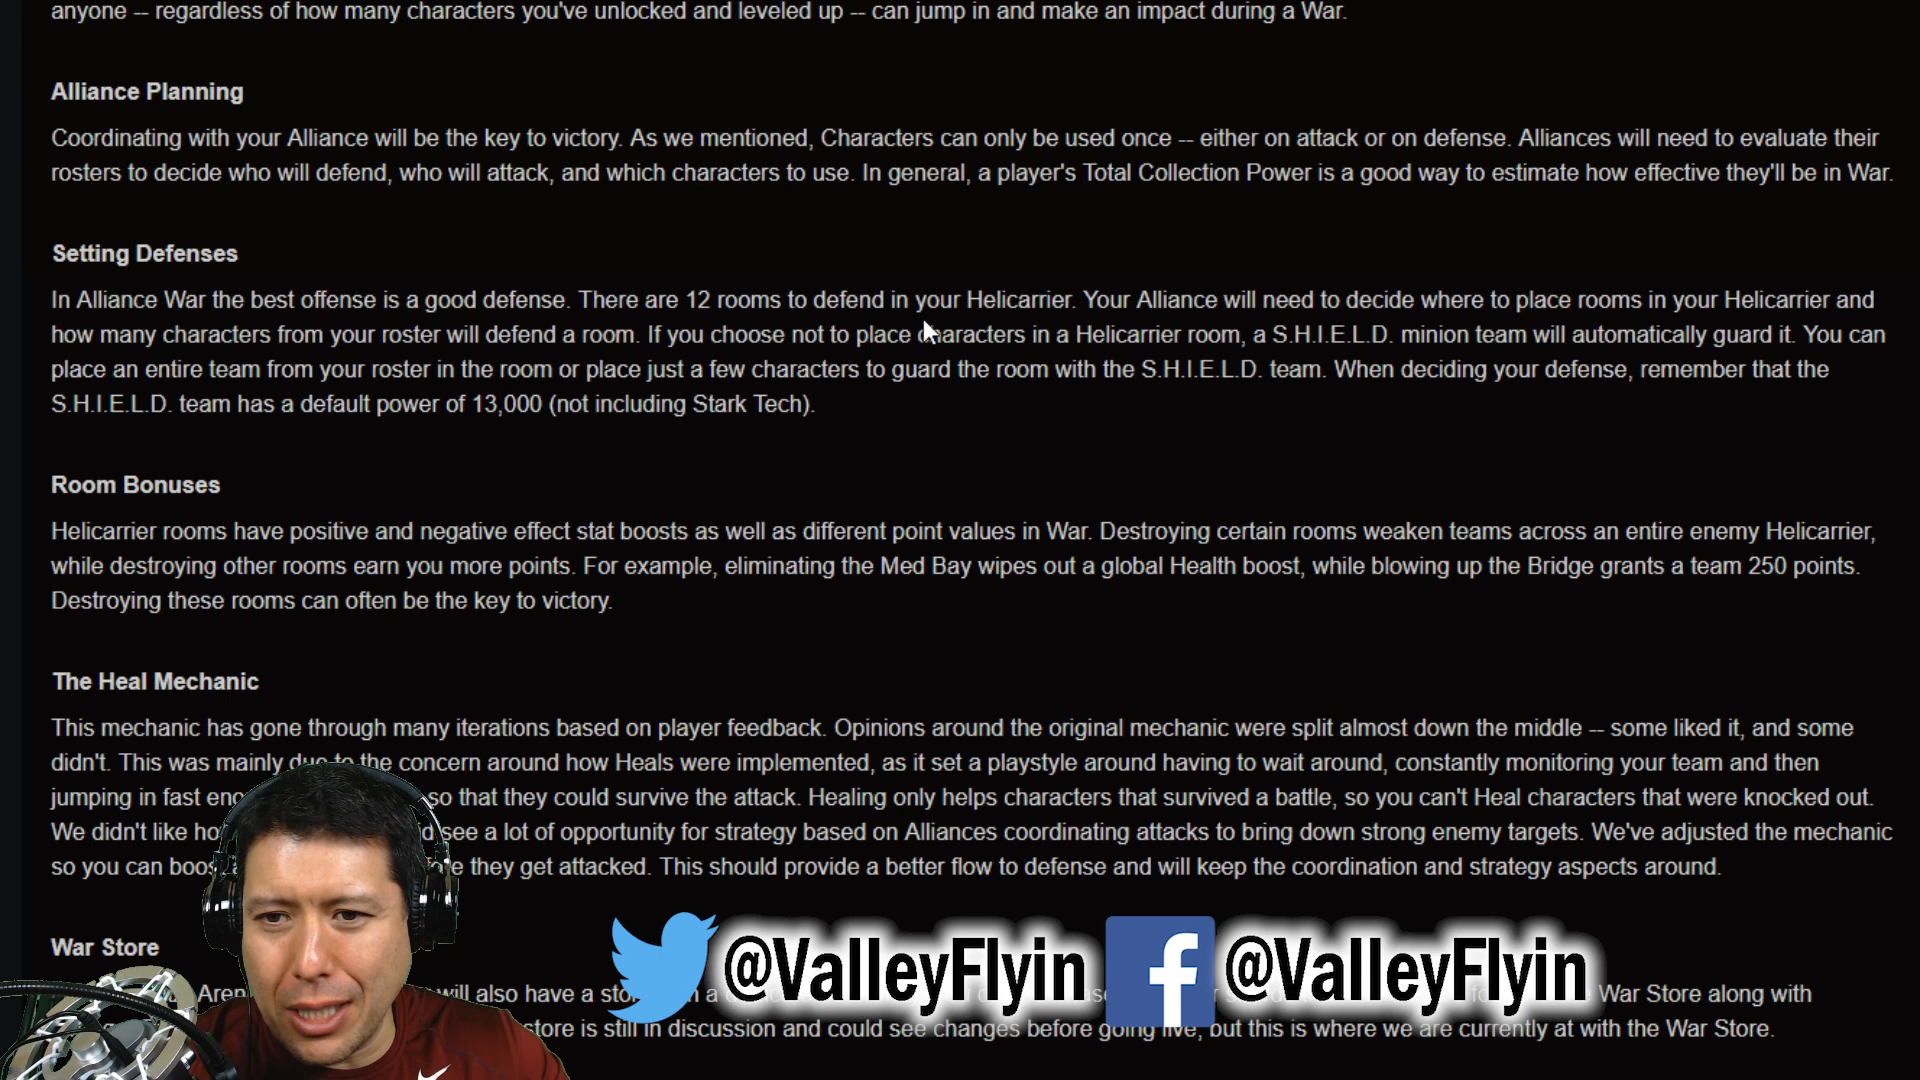 anyone -- regardless of how many characters you've unlocked and leveled up -- can jump in and make an impact during a War.
Alliance Planning
Coordinating with your Alliance will be the key to victory. As we mentioned, Characters can only be used once -- either on attack or on defense. Alliances will need to evaluate their
rosters to decide who will defend, who will attack, and which characters to use. In general, a player's Total Collection Power is a good way to estimate how effective they'll be in War.
Setting Defenses
In Alliance War the best offense is a good defense. There are 12 rooms to defend in your Helicarrier. Your Alliance will need to decide where to place rooms in your Helicarrier and
how many characters from your roster will defend a room. If you choose not to place characters in a Helicarrier room, a S.H.I.E.L.D. minion team will automatically guard it. You can
place an entire team from your roster in the room or place just a few characters to guard the room with the S.H.I.E.L.D. team. When deciding your defense, remember that the
S.H.I.E.L.D. team has a default power of 13,000 (not including Stark Tech).
Room Bonuses
Helicarrier rooms have positive and negative effect stat boosts as well as different point values in War. Destroying certain rooms weaken teams across an entire enemy Helicarrier,
while destroying other rooms earn you more points. For example, eliminating the Med Bay wipes out a global Health boost, while blowing up the Bridge grants a team 250 points.
Destroying these rooms can often be the key to victory.
The Heal Mechanic
This mechanic has gone through many iterations based on player feedback. Opinions around the original mechanic were split almost down the middle -- some liked it, and some
didn't. This was mainly due to the concern around how Heals were implemented, as it set a playstyle around having to wait around, constantly monitoring your team and then
jumping in fast so that they could survive the attack. Healing only helps characters that survived a battle, so you can't Heal characters that were knocked out.
We didn't like see a lot of opportunity for strategy based on Alliances coordinating attacks to bring down strong enemy targets. We've adjusted the mechanic
so you can they get attacked. This should provide a better flow to defense and will keep the coordination and strategy aspects around.
War Store
@ValleyFlyin @ValleyFlyin
will also have a War Store along with
store is still in discussion and could see changes before going live, but this is where we are currently at with the War Store.